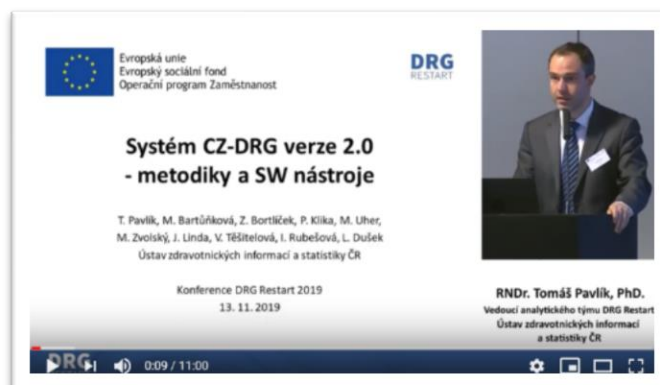 Evropská unie
Evropský sociální fond
Operační program Zaměstnanost
DRG
RESTART
Systém CZ-DRG verze 2.0
- metodiky a SW nástroje
T. Pavlík, M. Bartůňková, Z. Bortlíček, P. Klika, M. Uher,
M. Zvolský, J. Linda, V. Těšitelová, I. Rubešová, L. Dušek
Ústav zdravotnických informací a statistiky ČR
Konference DRG Restart 2019
13. 11. 2019
RNDr. Tomáš Pavlík, PhD.
Vedoucí analytického týmu DRG Restart
Ústav zdravotnických informací
a statistiky ČR
DRG
0:09 / 11:00